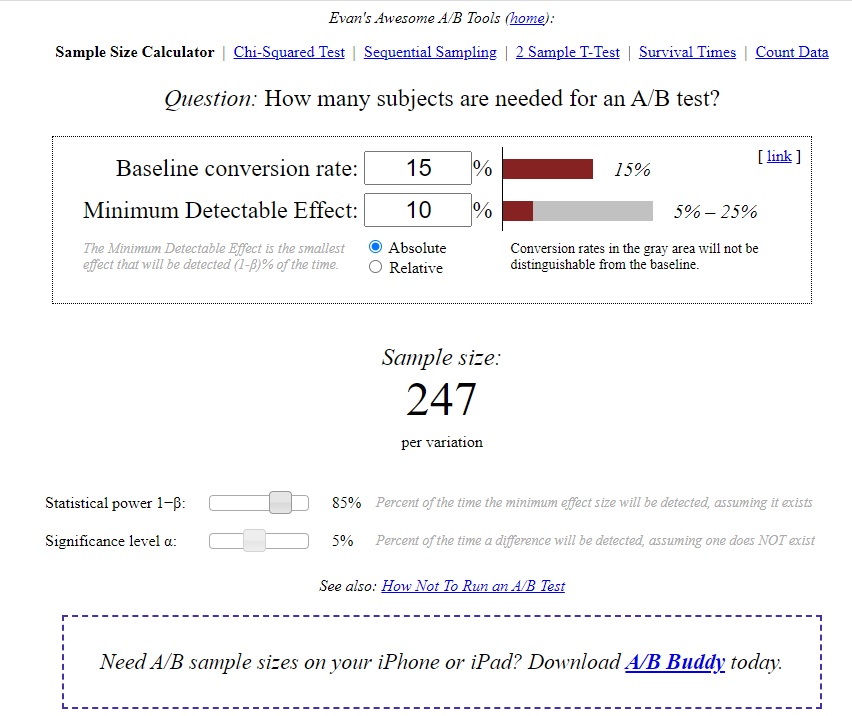 Evan's Awesome A/B Tools (home):
Sample Size Calculator | Chi-Squared Test | Sequential Sampling | 2 Sample T-Test | Survival Times | Count Data
Question: How many subjects are needed for an A/B test?
[ link ]
Baseline conversion rate: 15 % 15%
Minimum Detectable Effect: 10 % 5% – 25%
The Minimum Detectable Effect is the smallest
effect that will be detected (1-β)% of the time.
Absolute
Relative
Conversion rates in the gray area will not be
distinguishable from the baseline.
Sample size:
247
per variation
Statistical power 1−β: 85% Percent of the time the minimum effect size will be detected, assuming it exists
Significance level α: 5% Percent of the time a difference will be detected, assuming one does NOT exist
See also: How Not To Run an A/B Test
Need A/B sample sizes on your iPhone or iPad? Download A/B Buddy today.